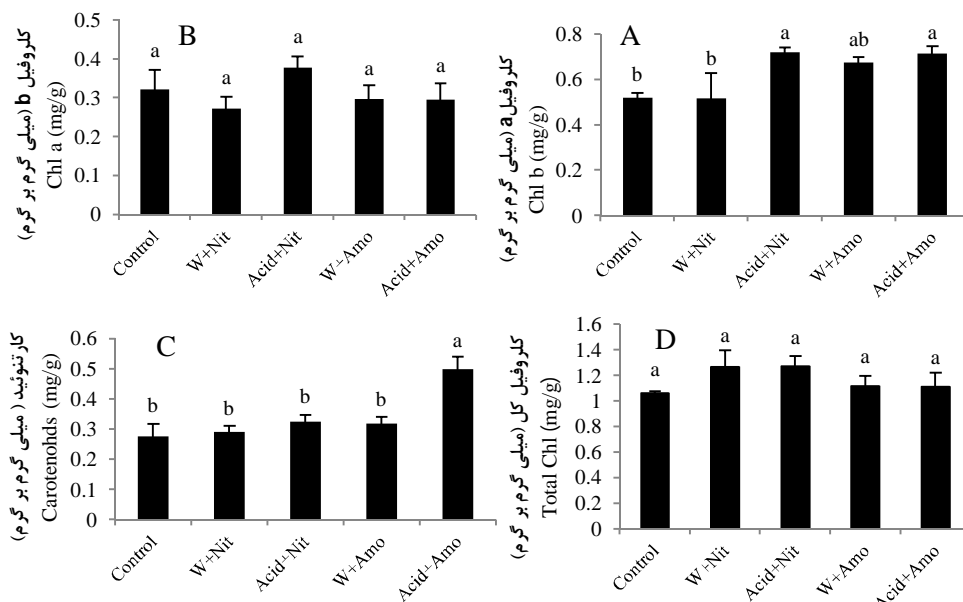 B
کلروفیل b (میلی گرم بر گرم)
Chl a (mg/g)
0.5
0.4
0.3
0.2
0.1
0
a
a
a
a
a
Control
W+Nit
Acid+Nit
W+Amo
Acid+Amo
A
کلروفیل a (میلی گرم بر گرم)
Chl b (mg/g)
0.8
0.6
0.4
0.2
0
b
b
a
ab
a
Control
W+Nit
Acid+Nit
W+Amo
Acid+Amo
C
کارتنوئید (میلی گرم بر گرم)
Carotenohds (mg/g)
0.6
0.5
0.4
0.3
0.2
0.1
0
b
b
b
b
a
Control
W+Nit
Acid+Nit
W+Amo
Acid+Amo
D
کلروفیل کل (میلی گرم بر گرم)
Total Chl (mg/g)
1.6
1.4
1.2
1
0.8
0.6
0.4
0.2
0
a
a
a
a
a
Control
W+Nit
Acid+Nit
W+Amo
Acid+Amo